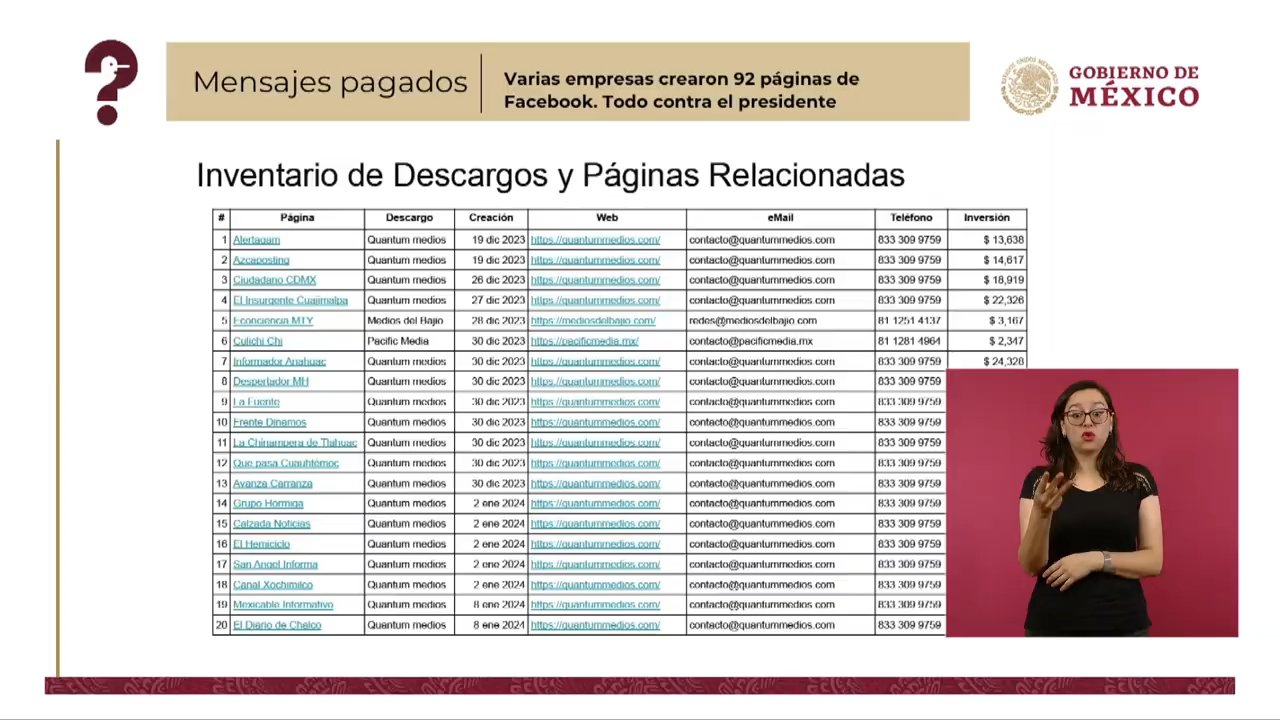 Mensajes pagados
Varias empresas crearon 92 páginas de
Facebook. Todo contra el presidente
GOBIERNO DE
MÉXICO
Inventario de Descargos y Páginas Relacionadas
# Página Descargo Creación Web eMail Teléfono Inversión
1 Alertagam Quantum medios 19 dic 2023 https://quantummedios.com/ contacto@quantummedios.com 833 309 9759 $ 13,638
2 Azcaposting Quantum medios 19 dic 2023 https://quantummedios.com/ contacto@quantummedios.com 833 309 9759 $ 14,617
3 Ciudadano CDMX Quantum medios 26 dic 2023 https://quantummedios.com/ contacto@quantummedios.com 833 309 9759 $ 18,919
4 El Insurgente Cuajimalpa Quantum medios 27 dic 2023 https://quantummedios.com/ contacto@quantummedios.com 833 309 9759 $ 22,326
5 Econciencia MTY Medios del Bajio 28 dic 2023 https://mediosdelbajio.com/ redes@mediosdelbajio.com 81 1251 4137 $ 3,167
6 Culichi Chi Pacific Media 30 dic 2023 https://pacificmedia.mx/ contacto@pacificmedia.mx 81 1281 4964 $ 2,347
7 Informador Anahuac Quantum medios 30 dic 2023 https://quantummedios.com/ contacto@quantummedios.com 833 309 9759 $ 24,328
8 Despertador MH Quantum medios 30 dic 2023 https://quantummedios.com/ contacto@quantummedios.com 833 309 9759
9 La Fuente Quantum medios 30 dic 2023 https://quantummedios.com/ contacto@quantummedios.com 833 309 9759
10 Frente Dinamos Quantum medios 30 dic 2023 https://quantummedios.com/ contacto@quantummedios.com 833 309 9759
11 La Chinampera de Tlahuac Quantum medios 30 dic 2023 https://quantummedios.com/ contacto@quantummedios.com 833 309 9759
12 Que pasa Cuauhtémoc Quantum medios 30 dic 2023 https://quantummedios.com/ contacto@quantummedios.com 833 309 9759
13 Avanza Carranza Quantum medios 30 dic 2023 https://quantummedios.com/ contacto@quantummedios.com 833 309 9759
14 Grupo Hormiga Quantum medios 2 ene 2024 https://quantummedios.com/ contacto@quantummedios.com 833 309 9759
15 Calzada Noticias Quantum medios 2 ene 2024 https://quantummedios.com/ contacto@quantummedios.com 833 309 9759
16 El Hemiciclo Quantum medios 2 ene 2024 https://quantummedios.com/ contacto@quantummedios.com 833 309 9759
17 San Angel Informa Quantum medios 2 ene 2024 https://quantummedios.com/ contacto@quantummedios.com 833 309 9759
18 Canal Xochimilco Quantum medios 2 ene 2024 https://quantummedios.com/ contacto@quantummedios.com 833 309 9759
19 Mexicable Informativo Quantum medios 8 ene 2024 https://quantummedios.com/ contacto@quantummedios.com 833 309 9759
20 El Diario de Chalco Quantum medios 8 ene 2024 https://quantummedios.com/ contacto@quantummedios.com 833 309 9759